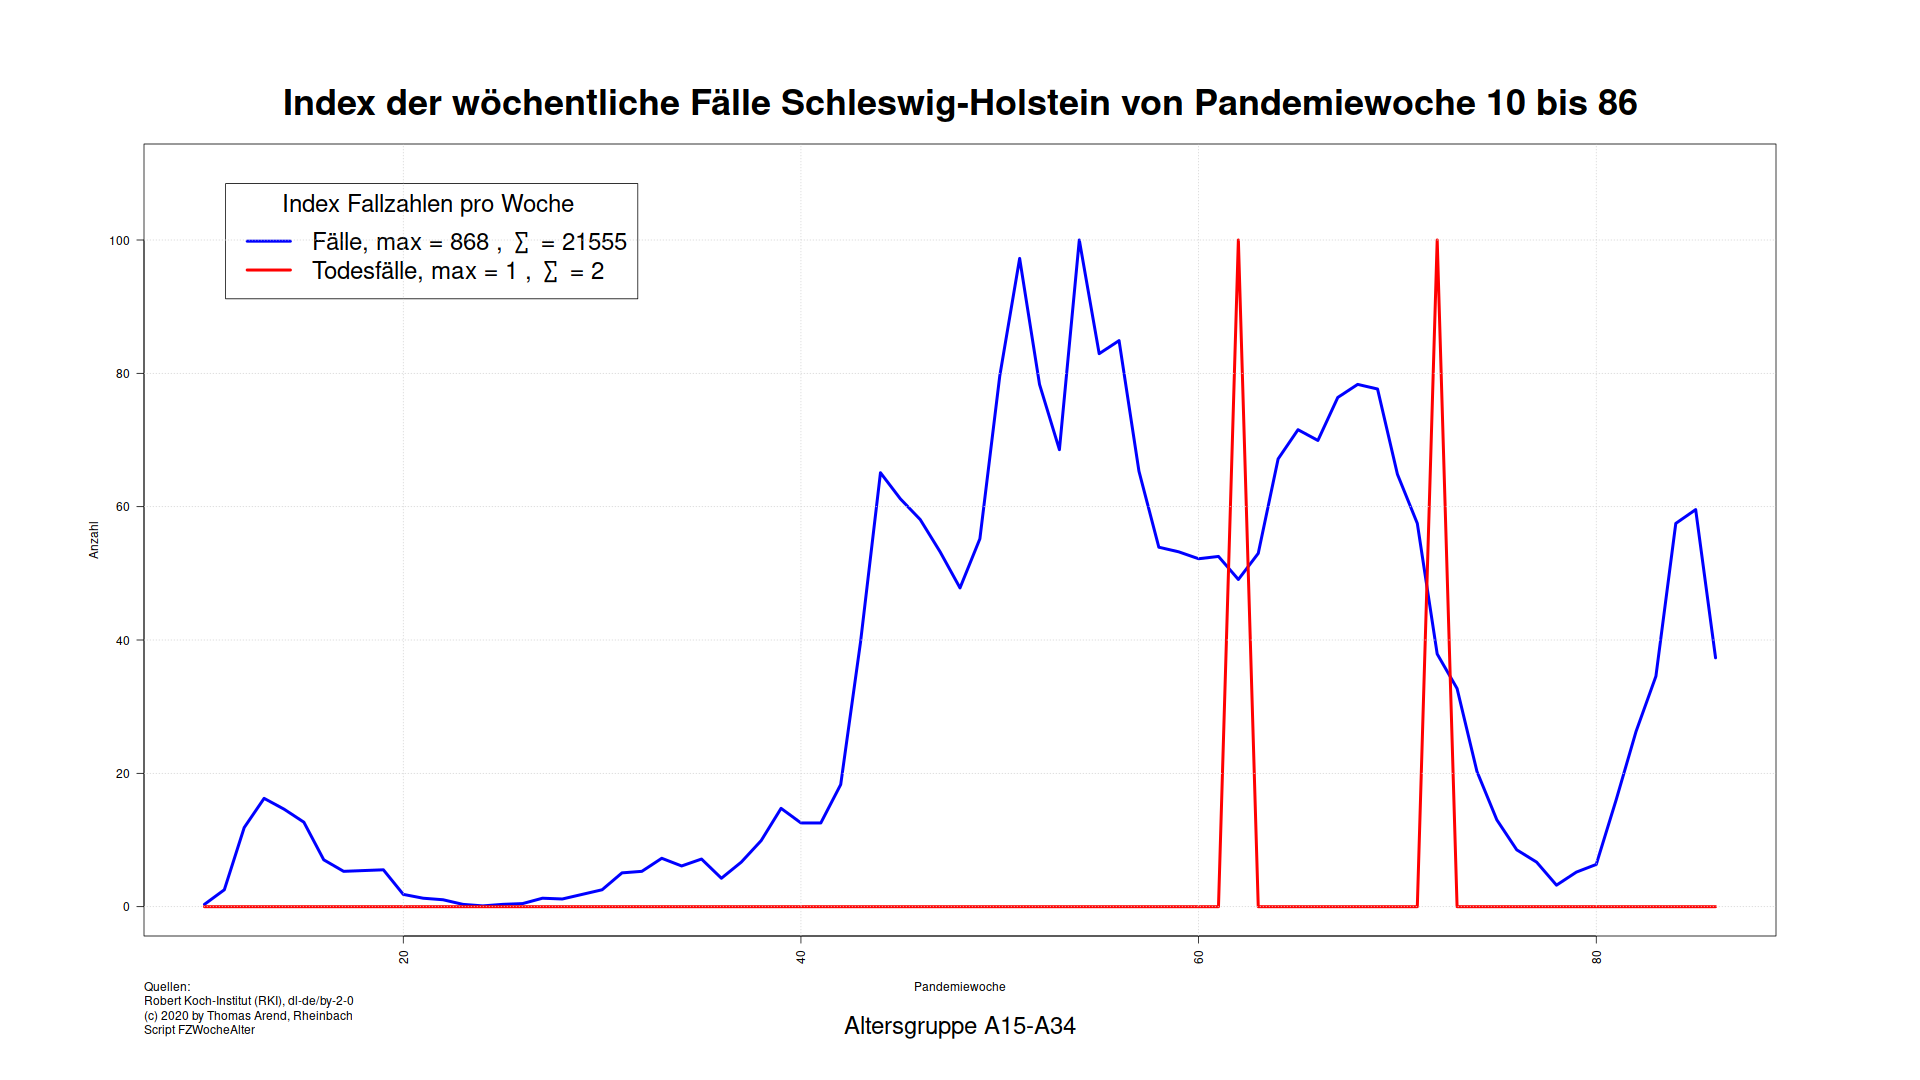 Index der wöchentliche Fälle Schleswig-Holstein von Pandemiewoche 10 bis 86
Index Fallzahlen pro Woche
Fälle, max = 868 , ∑ = 21555
Todesfälle, max = 1 , ∑ = 2
100
80
60
40
20
0
Anzahl
20
40
60
80
Pandemiewoche
Quellen:
Robert Koch-Institut (RKI), dl-de/by-2-0
(c) 2020 by Thomas Arend, Rheinbach
Script FZWocheAlter
Altersgruppe A15-A34